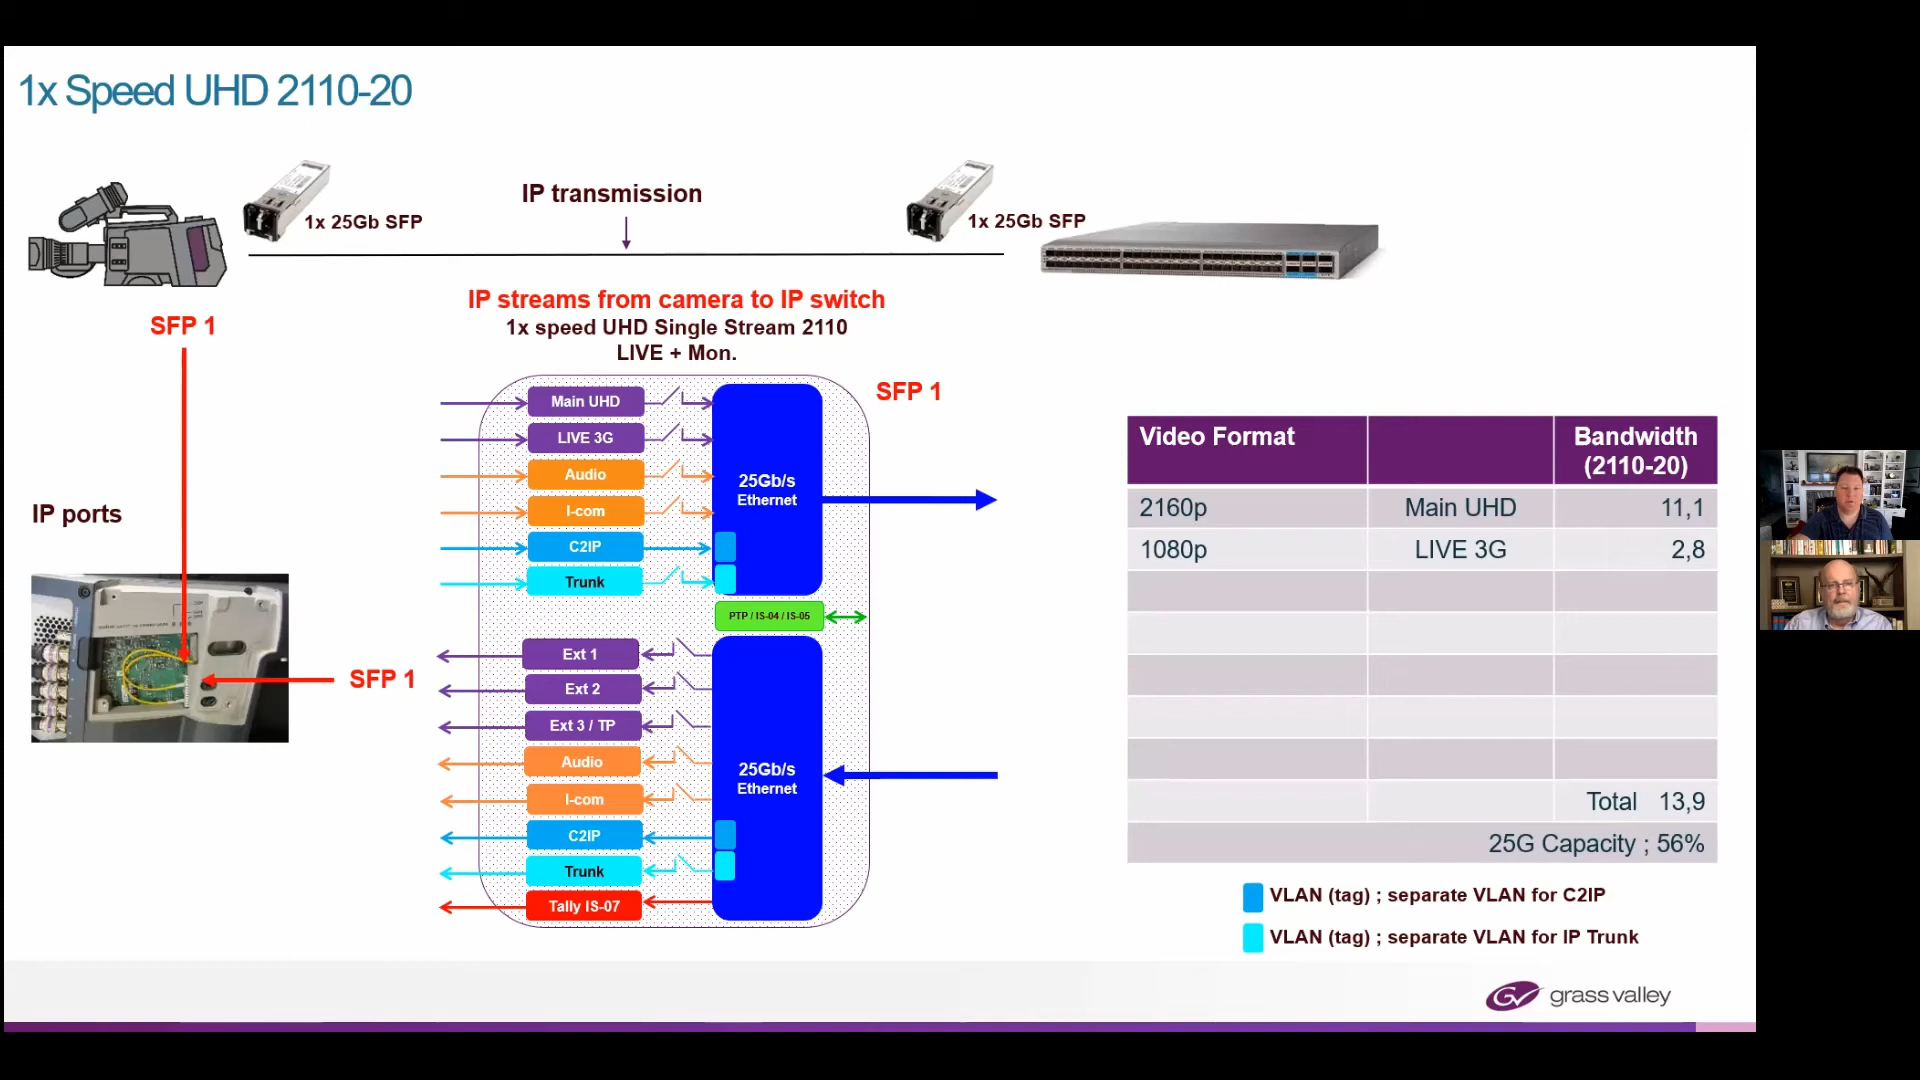 1x Speed UHD 2110-20
IP transmission
1x 25Gb SFP
1x 25Gb SFP
IP streams from camera to IP switch
1x speed UHD Single Stream 2110
LIVE + Mon.
SFP 1
SFP 1
IP ports
SFP 1
Main UHD
LIVE 3G
Audio
I-com
C2IP
Trunk
25Gb/s
Ethernet
PTP / IS-04 / IS-05
Ext 1
Ext 2
Ext 3 / TP
Audio
I-com
C2IP
Trunk
Tally IS-07
25Gb/s
Ethernet
Video Format
Bandwidth
(2110-20)
2160p Main UHD 11,1
1080p LIVE 3G 2,8
Total 13,9
25G Capacity ; 56%
VLAN (tag) ; separate VLAN for C2IP
VLAN (tag) ; separate VLAN for IP Trunk
GV grass valley